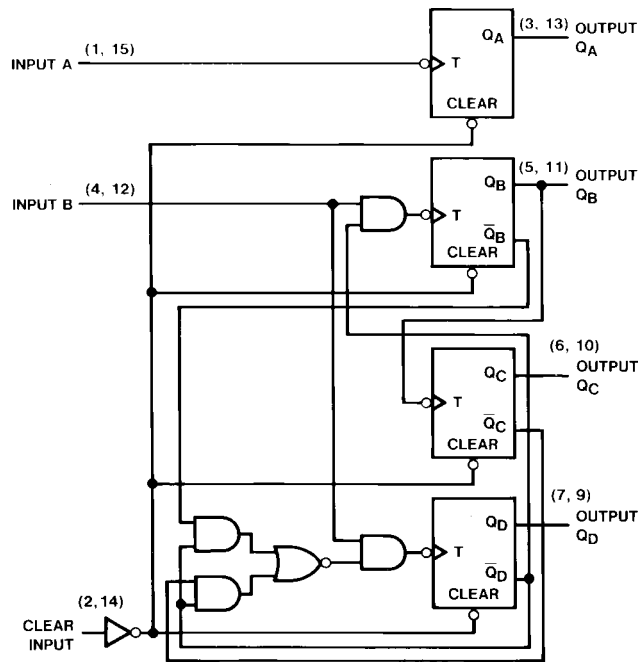 INPUT A (1, 15)
T
QA
CLEAR
(3, 13) OUTPUT
QA
INPUT B (4, 12)
T
QB
Q̅B
CLEAR
(5, 11) OUTPUT
QB
T
QC
Q̅C
CLEAR
(6, 10)
OUTPUT
QC
T
QD
Q̅D
CLEAR
(7, 9)
OUTPUT
QD
CLEAR
INPUT
(2, 14)